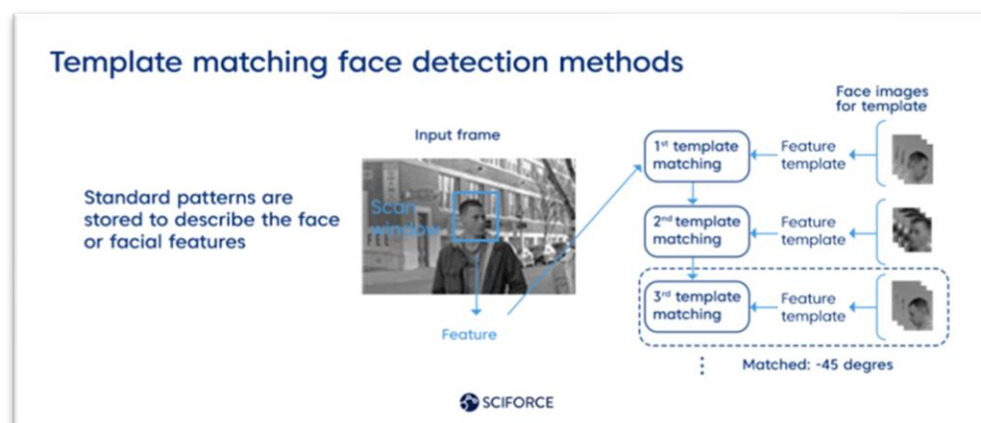 Template matching face detection methods
Face images
for template
Input frame
Standard patterns are
stored to describe the face
or facial features
Scan
window
Feature
1st template
matching
Feature
template
2nd template
matching
Feature
template
3rd template
matching
Feature
template
Matched: -45 degres
SCIFORCE